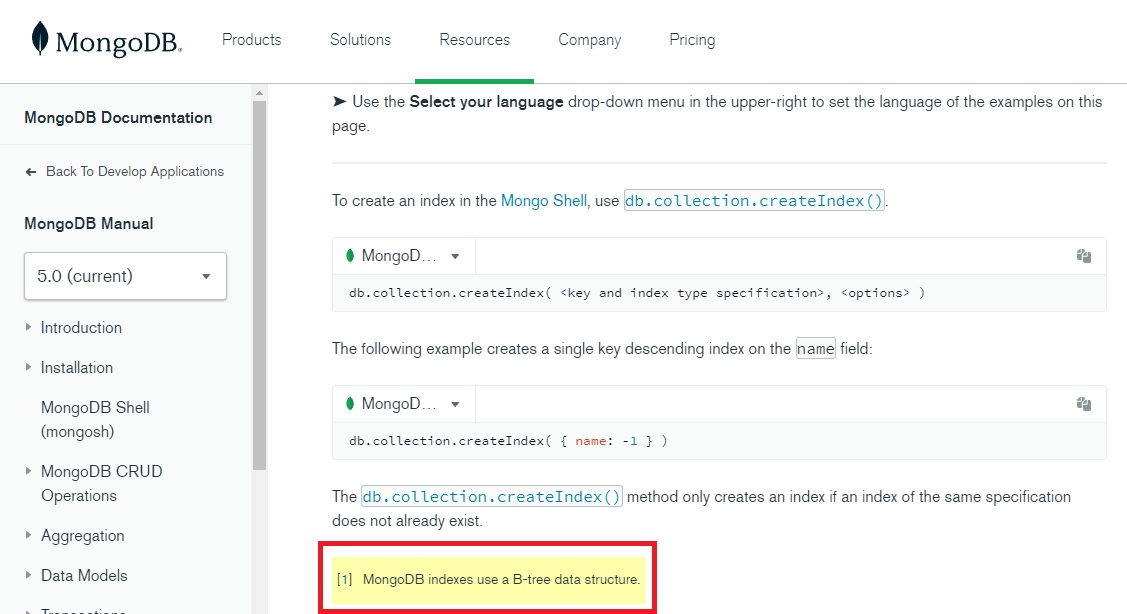 MongoDB.
Products
Solutions
Resources
Company
Pricing
MongoDB Documentation
Back To Develop Applications
MongoDB Manual
5.0 (current)
Introduction
Installation
MongoDB Shell
(mongosh)
MongoDB CRUD
Operations
Aggregation
Data Models
Transactions
➤ Use the Select your language drop-down menu in the upper-right to set the language of the examples on this
page.
To create an index in the Mongo Shell, use db.collection.createIndex().
MongoD...
db.collection.createIndex( <key and index type specification>, <options> )
The following example creates a single key descending index on the name field:
MongoD...
db.collection.createIndex( { name: -1 } )
The db.collection.createIndex() method only creates an index if an index of the same specification
does not already exist.
[1] MongoDB indexes use a B-tree data structure.